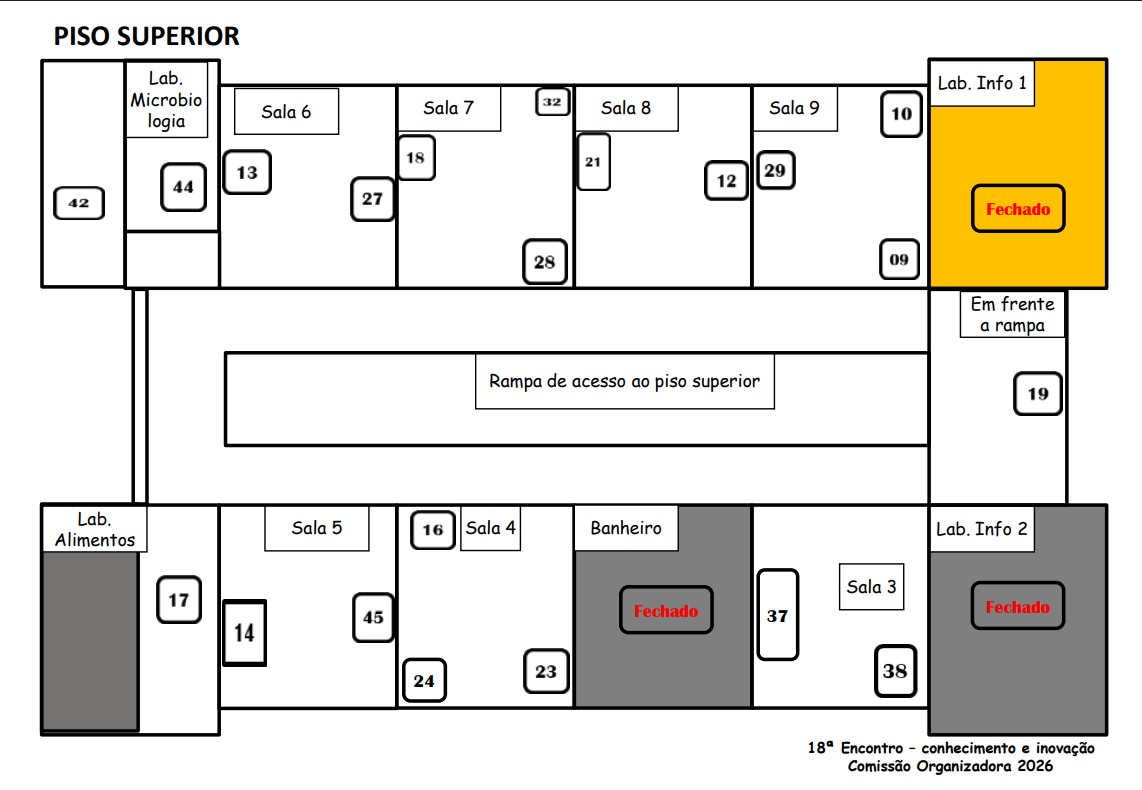 PISO SUPERIOR
Lab.
Microbio
logia
44
42
Sala 6
13
27
Sala 7
32
18
28
Sala 8
21
12
Sala 9
10
29
09
Lab. Info 1
Fechado
Em frente
a rampa
19
Rampa de acesso ao piso superior
Lab.
Alimentos
17
Sala 5
14
45
16
Sala 4
24
23
Banheiro
Fechado
37
Sala 3
38
Lab. Info 2
Fechado
18ª Encontro – conhecimento e inovação
Comissão Organizadora 2026